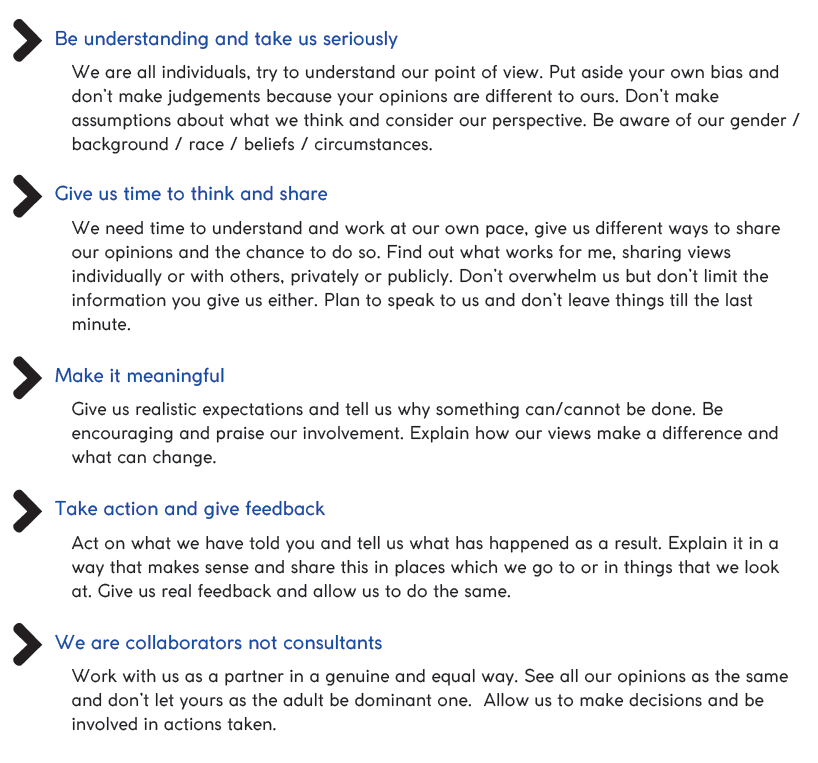 Be understanding and take us seriously
We are all individuals, try to understand our point of view. Put aside your own bias and
don't make judgements because your opinions are different to ours. Don't make
assumptions about what we think and consider our perspective. Be aware of our gender /
background / race / beliefs / circumstances.
Give us time to think and share
We need time to understand and work at our own pace, give us different ways to share
our opinions and the chance to do so. Find out what works for me, sharing views
individually or with others, privately or publicly. Don't overwhelm us but don't limit the
information you give us either. Plan to speak to us and don't leave things till the last
minute.
Make it meaningful
Give us realistic expectations and tell us why something can/cannot be done. Be
encouraging and praise our involvement. Explain how our views make a difference and
what can change.
Take action and give feedback
Act on what we have told you and tell us what has happened as a result. Explain it in a
way that makes sense and share this in places which we go to or in things that we look
at. Give us real feedback and allow us to do the same.
We are collaborators not consultants
Work with us as a partner in a genuine and equal way. See all our opinions as the same
and don't let yours as the adult be dominant one.  Allow us to make decisions and be
involved in actions taken.